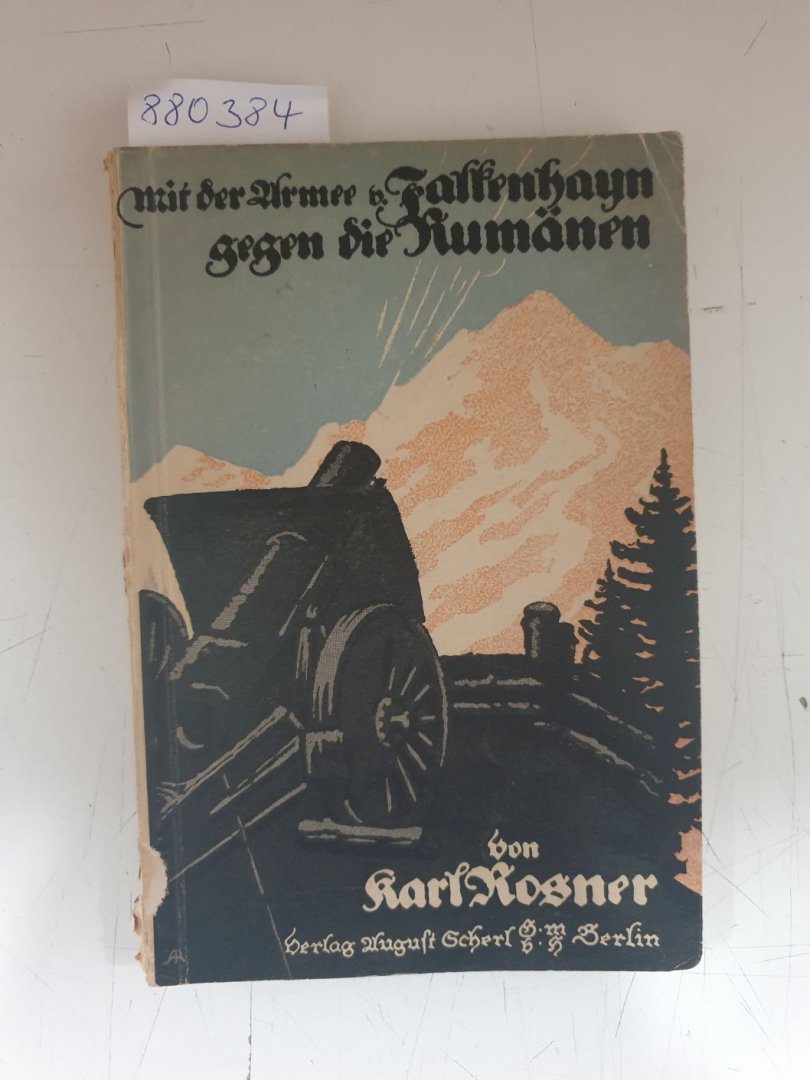 880384
Mit der Armee v. Falkenhayn
gegen die Rumänen
von
Karl Rosner
Verlag August Scherl G.m.b.H Berlin